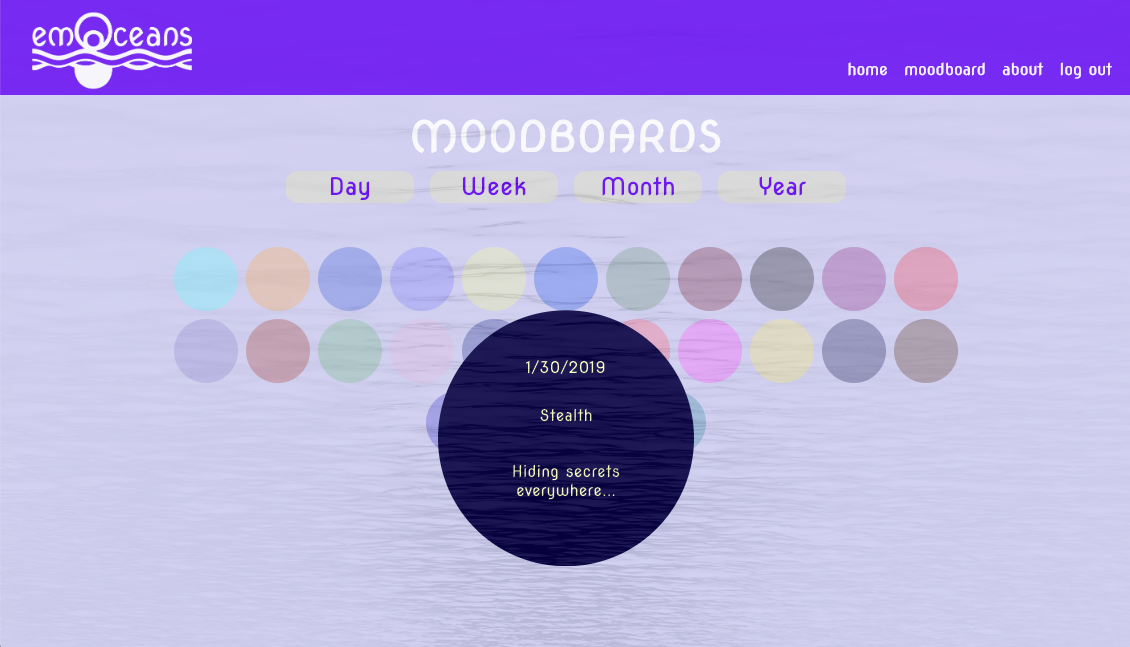 emOceans
home moodboard about log out
MOODBOARDS
Day Week Month Year
1/30/2019
Stealth
Hiding secrets
everywhere...